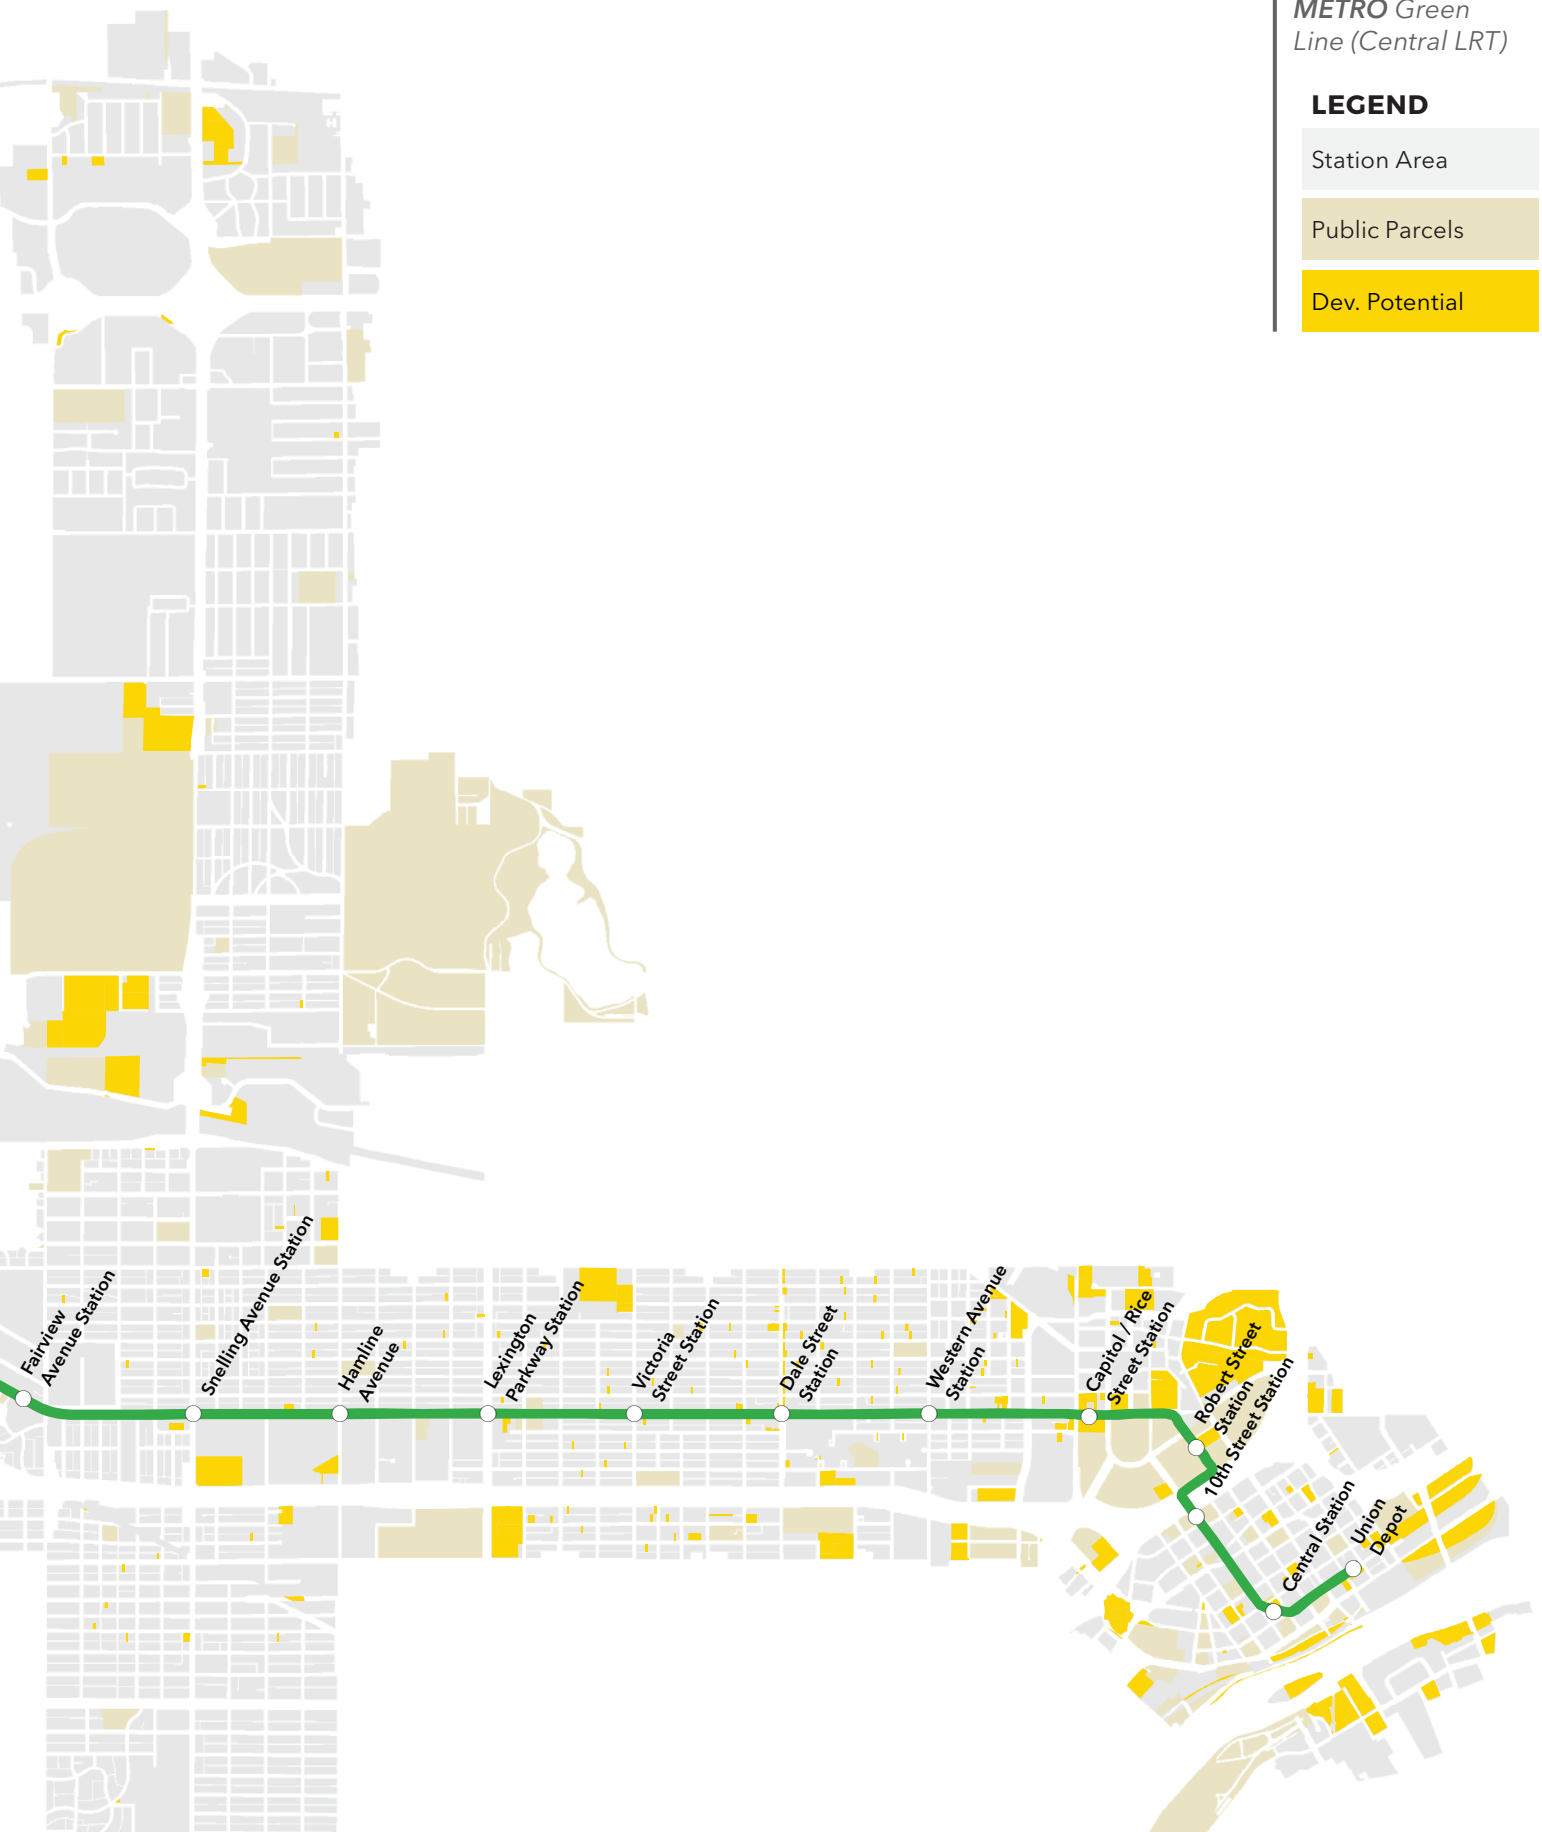 METRO Green
Line (Central LRT)
LEGEND
Station Area
Public Parcels
Dev. Potential
Fairview
Avenue Station
Snelling Avenue Station
Hamline
Avenue
Lexington
Parkway Station
Victoria
Street Station
Dale Street
Station
Western Avenue
Station
Capitol / Rice
Street Station
Robert Street
Station
10th Street Station
Central Station
Union
Depot